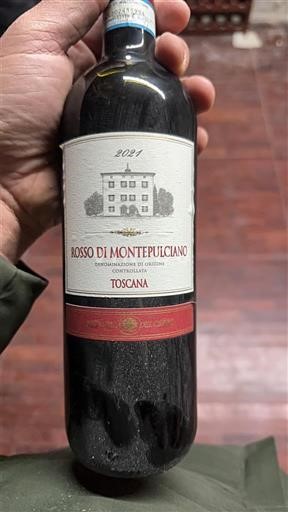 2021
ROSSO DI MONTEPULCIANO
DENOMINAZIONE DI ORIGINE
CONTROLLATA
TOSCANA